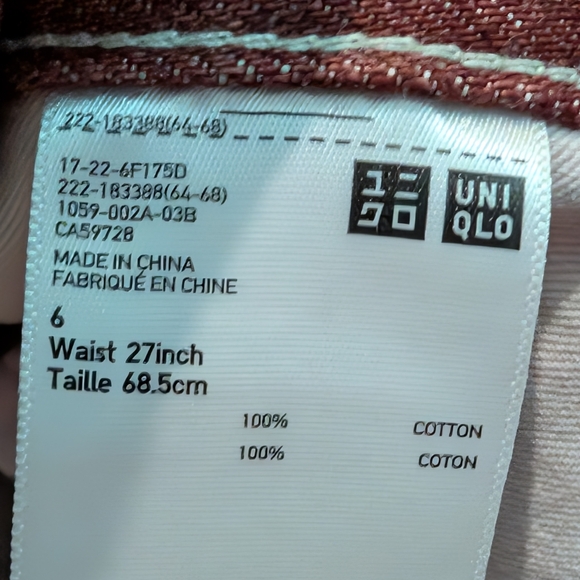 222-183388(64-68)
17-22-6F175D
222-183388(64-68)
1059-002A-03B
CA59728
MADE IN CHINA
FABRIQUÉ EN CHINE
ユニ
クロ
UNI
QLO
6
Waist 27inch
Taille 68.5cm
100% COTTON
100% COTON